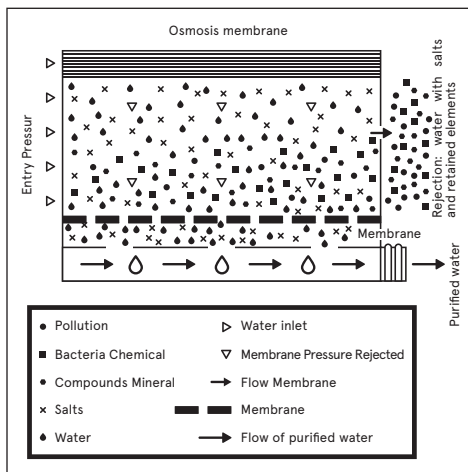 Osmosis membrane
Entry Pressur
Rejection: water with salts
and retained elements
Membrane
Purified water
Pollution
Bacteria Chemical
Compounds Mineral
Salts
Water
Water inlet
Membrane Pressure Rejected
Flow Membrane
Membrane
Flow of purified water